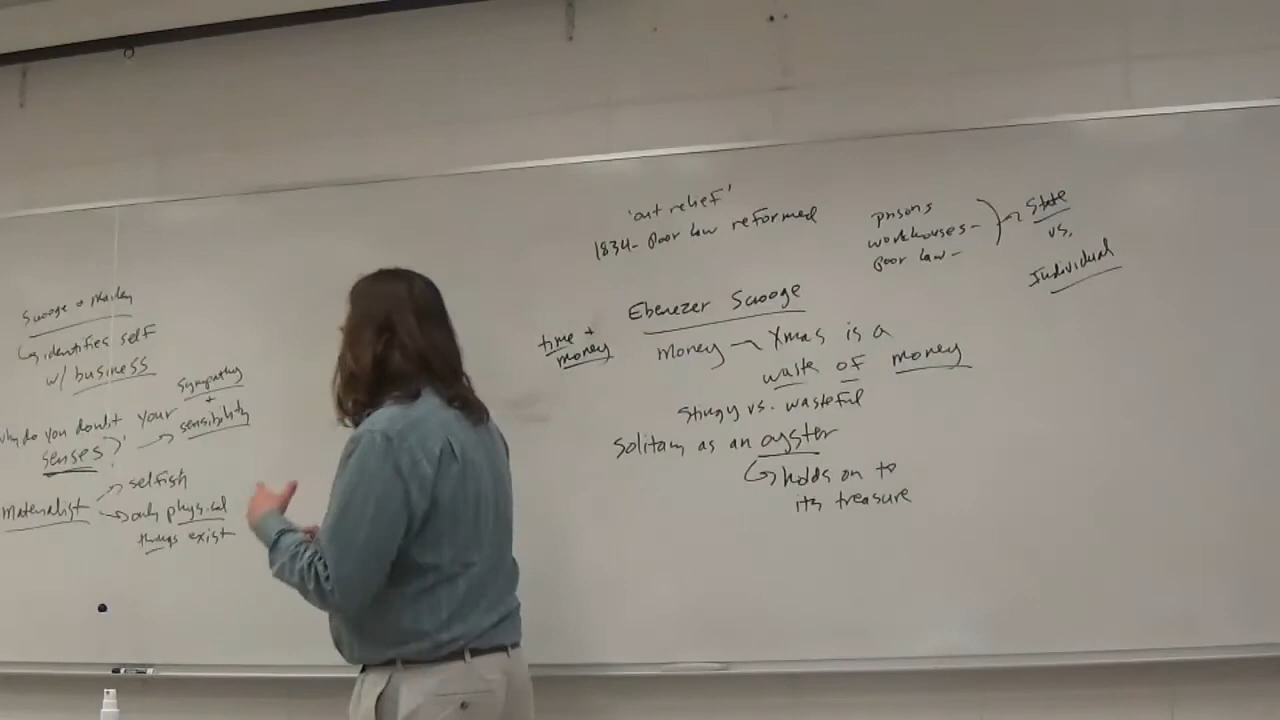 Scrooge + Marley
identifies self
w/ business
Why do you doubt your
senses?'
sympathy
+
sensibility
materialist
selfish
only physical
things exist
'out relief'
1834- Poor law reformed
prisons
workhouses-
poor law-
State
vs.
Individual
Ebenezer Scrooge
time +
money
money - Xmas is a
waste of money
Stingy vs. wasteful
Solitary as an oyster
holds on to
its treasure